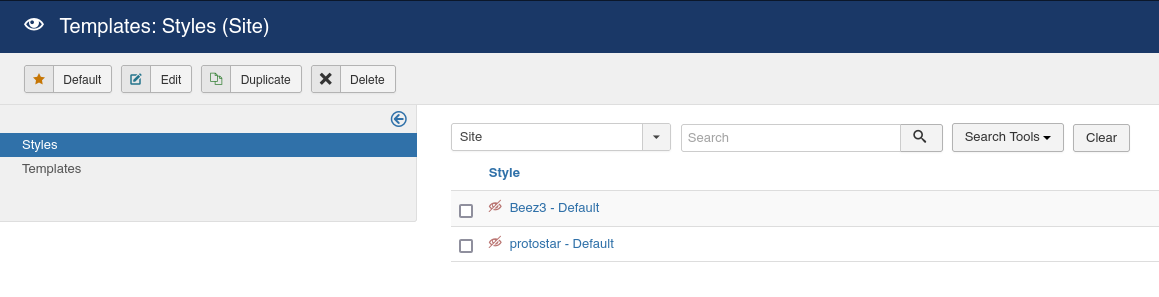 Templates: Styles (Site)
Default Edit Duplicate Delete
Styles
Templates
Site Search Search Tools Clear
Style
Beez3 - Default
protostar - Default